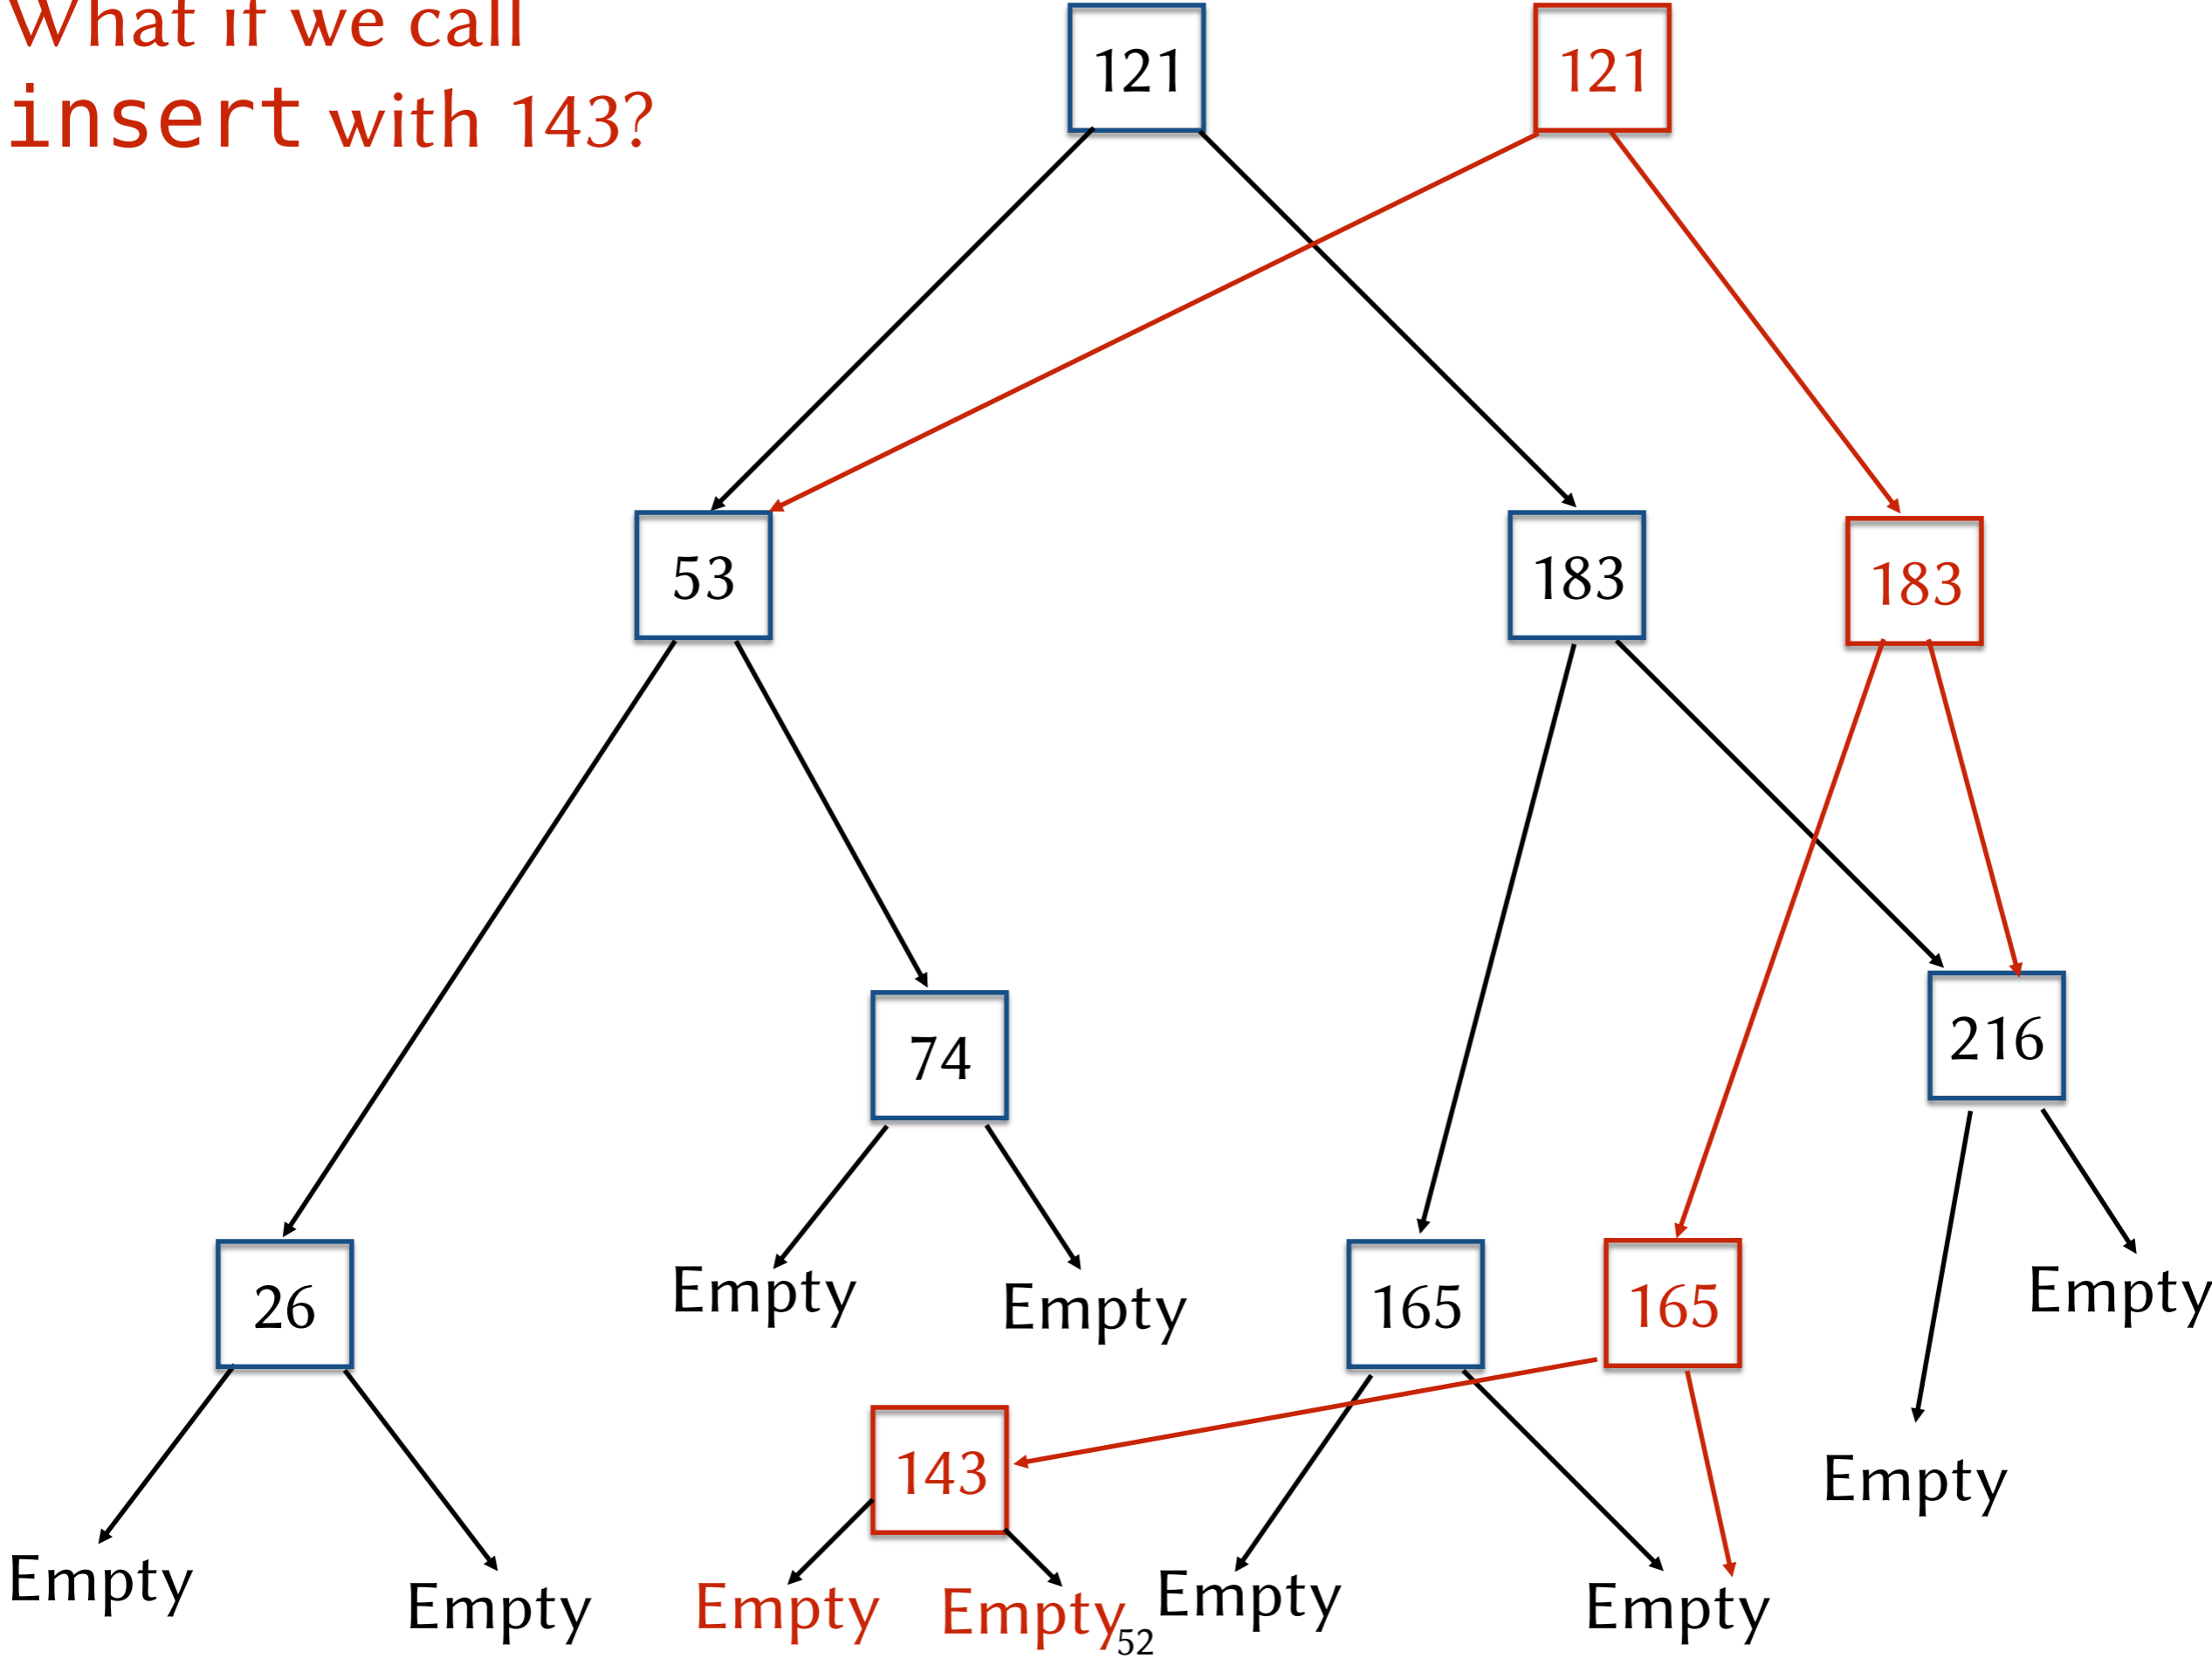 What if we call
insert with 143?
121 121
53 183 183
74 216
26 Empty Empty 165 165 Empty
143
Empty
Empty Empty Empty Empty Empty Empty
52